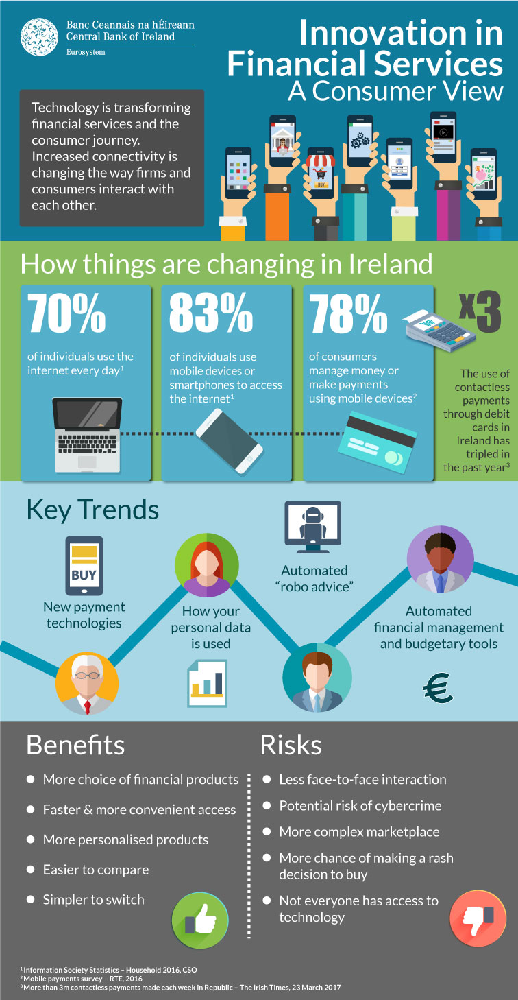 Banc Ceannais na hÉireann
Central Bank of Ireland
Eurosystem
Innovation in
Financial Services
A Consumer View
Technology is transforming
financial services and the
consumer journey.
Increased connectivity is
changing the way firms and
consumers interact with
each other.
BUY
How things are changing in Ireland
70%
of individuals use the
internet every day¹
83%
of individuals use
mobile devices or
smartphones to access
the internet¹
78%
of consumers
manage money or
make payments
using mobile devices²
x3
The use of
contactless
payments
through debit
cards in
Ireland has
tripled in
the past year³
Key Trends
BUY
New payment
technologies
How your
personal data
is used
Automated
“robo advice”
Automated
financial management
and budgetary tools
€
Benefits
● More choice of financial products
● Faster & more convenient access
● More personalised products
● Easier to compare
● Simpler to switch
Risks
● Less face-to-face interaction
● Potential risk of cybercrime
● More complex marketplace
● More chance of making a rash
decision to buy
● Not everyone has access to
technology
¹ Information Society Statistics – Household 2016, CSO
² Mobile payments survey – RTE, 2016
³ More than 3m contactless payments made each week in Republic – The Irish Times, 23 March 2017